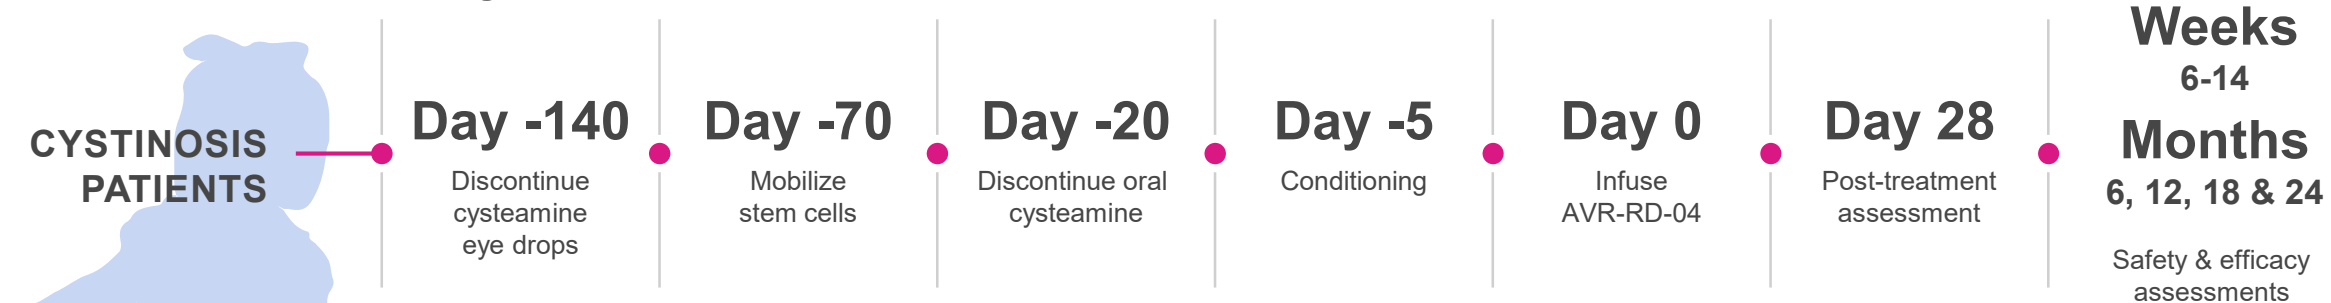 CYSTINOSIS
PATIENTS
Day -140
Discontinue
cysteamine
eye drops
Day -70
Mobilize
stem cells
Day -20
Discontinue oral
cysteamine
Day -5
Conditioning
Day 0
Infuse
AVR-RD-04
Day 28
Post-treatment
assessment
Weeks
6-14
Months
6, 12, 18 & 24
Safety & efficacy
assessments